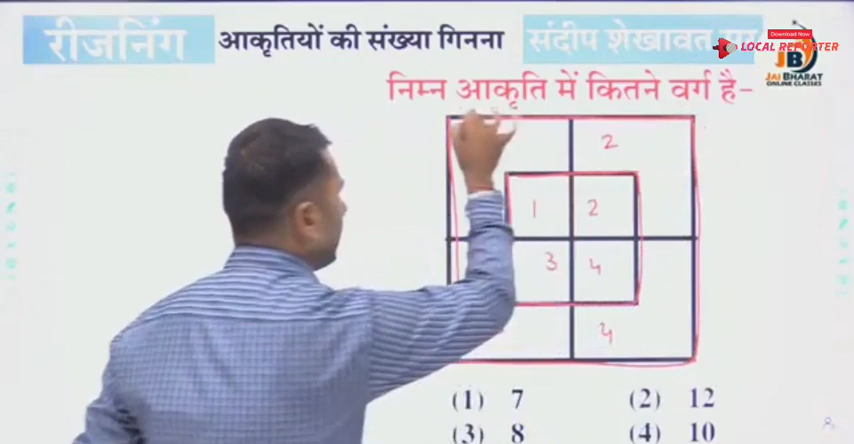 रीजनिंग
आकृतियों की संख्या गिनना
संदीप शेखावत
Download Now
LOCAL REPORTER
JB
JAI BHARAT
ONLINE CLASSES
निम्न आकृति में कितने वर्ग है-
2
1 2
3 4
4
(1) 7 (2) 12
(3) 8 (4) 10